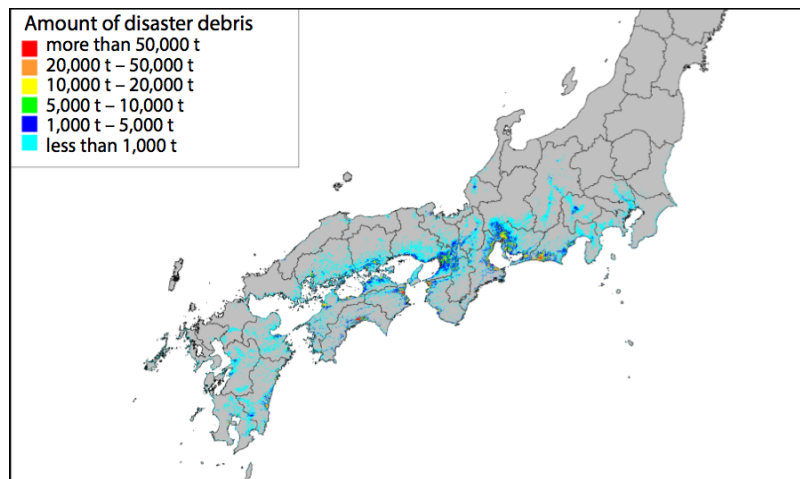 Amount of disaster debris
more than 50,000 t
20,000 t – 50,000 t
10,000 t – 20,000 t
5,000 t – 10,000 t
1,000 t – 5,000 t
less than 1,000 t